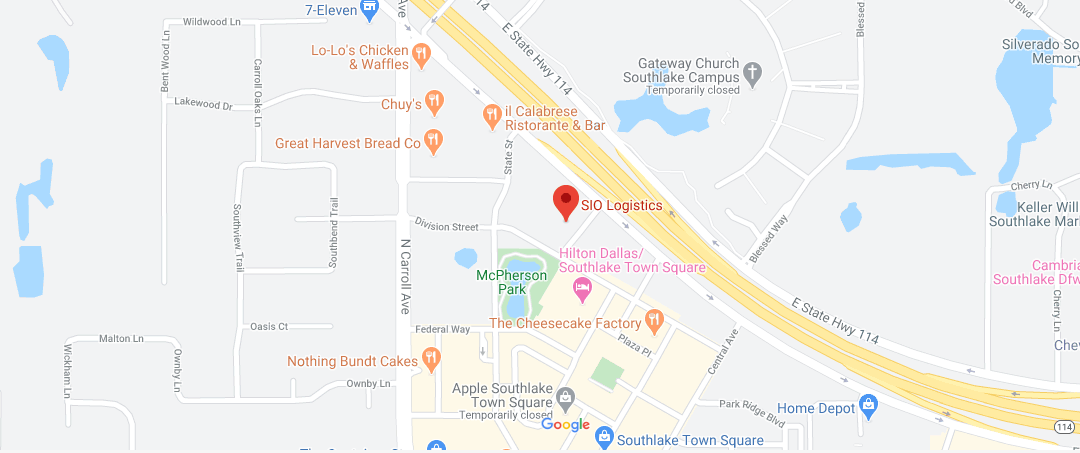 7-Eleven
Ave
114
E State Hwy 114
Wildwood Ln
Bent Wood Ln
Carroll Oaks Ln
Lo-Lo's Chicken
& Waffles
Gateway Church
Southlake Campus
Temporarily closed
Blessed
Blvd
Silverado
Memory
Lakewood Dr
Chuy's
il Calabrese
Ristorante & Bar
Great Harvest Bread Co
State St
Southview Trail
Southbend Trail
Division Street
SIO Logistics
Cherry Ln
Keller Will
Southlake Mar
Blessed Way
N Carroll Ave
McPherson
Park
Hilton Dallas/
Southlake Town Square
Cambria
Southlake Dfw
Cherry Ln
E State Hwy 114
Malton Ln
Oasis Ct
Federal Way
The Cheesecake Factory
Plaza Pl
Central Ave
Wickham Ln
Ownby Ln
Ownby Ln
Nothing Bundt Cakes
Apple Southlake
Town Square
Temporarily closed
Google
Park Ridge Blvd
Home Depot
114
Southlake Town Square